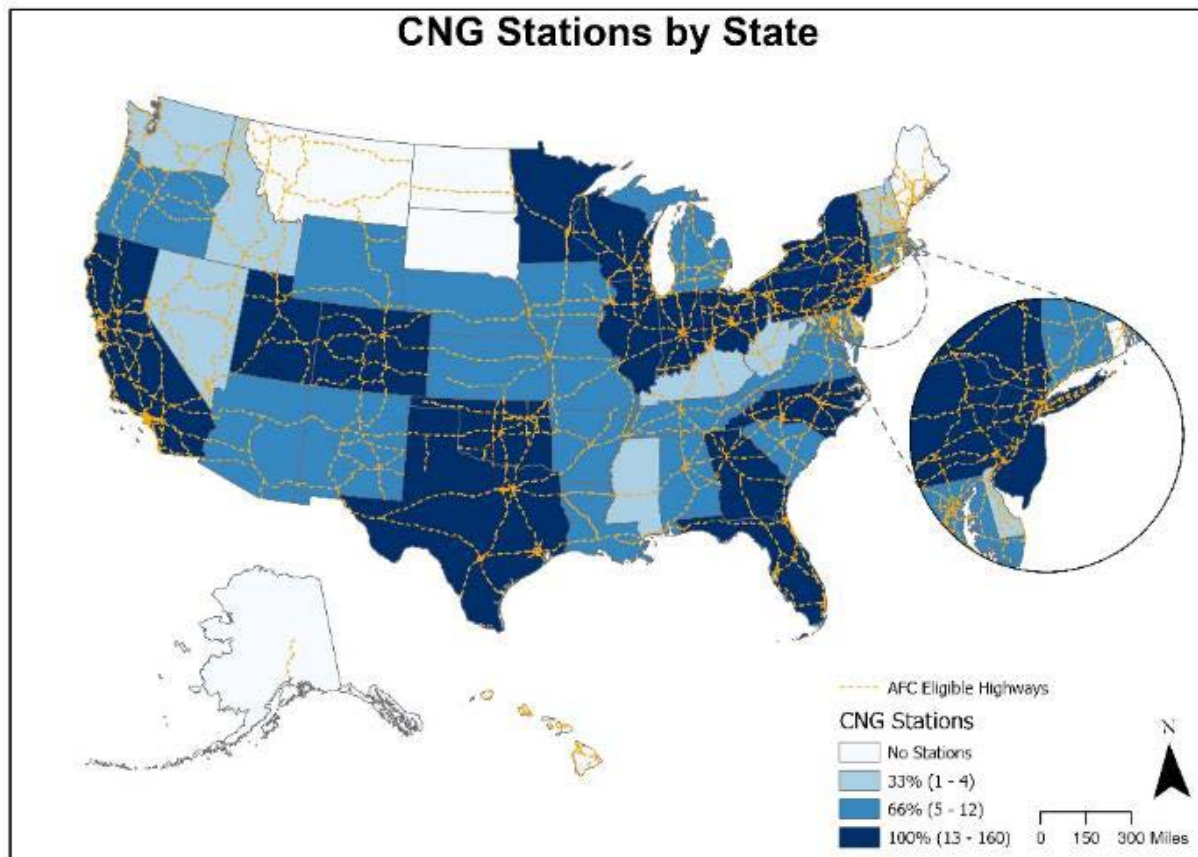 CNG Stations by State
AFC Eligible Highways
CNG Stations
No Stations
33% (1 - 4)
66% (5 - 12)
100% (13 - 160)
N
0 150 300 Miles